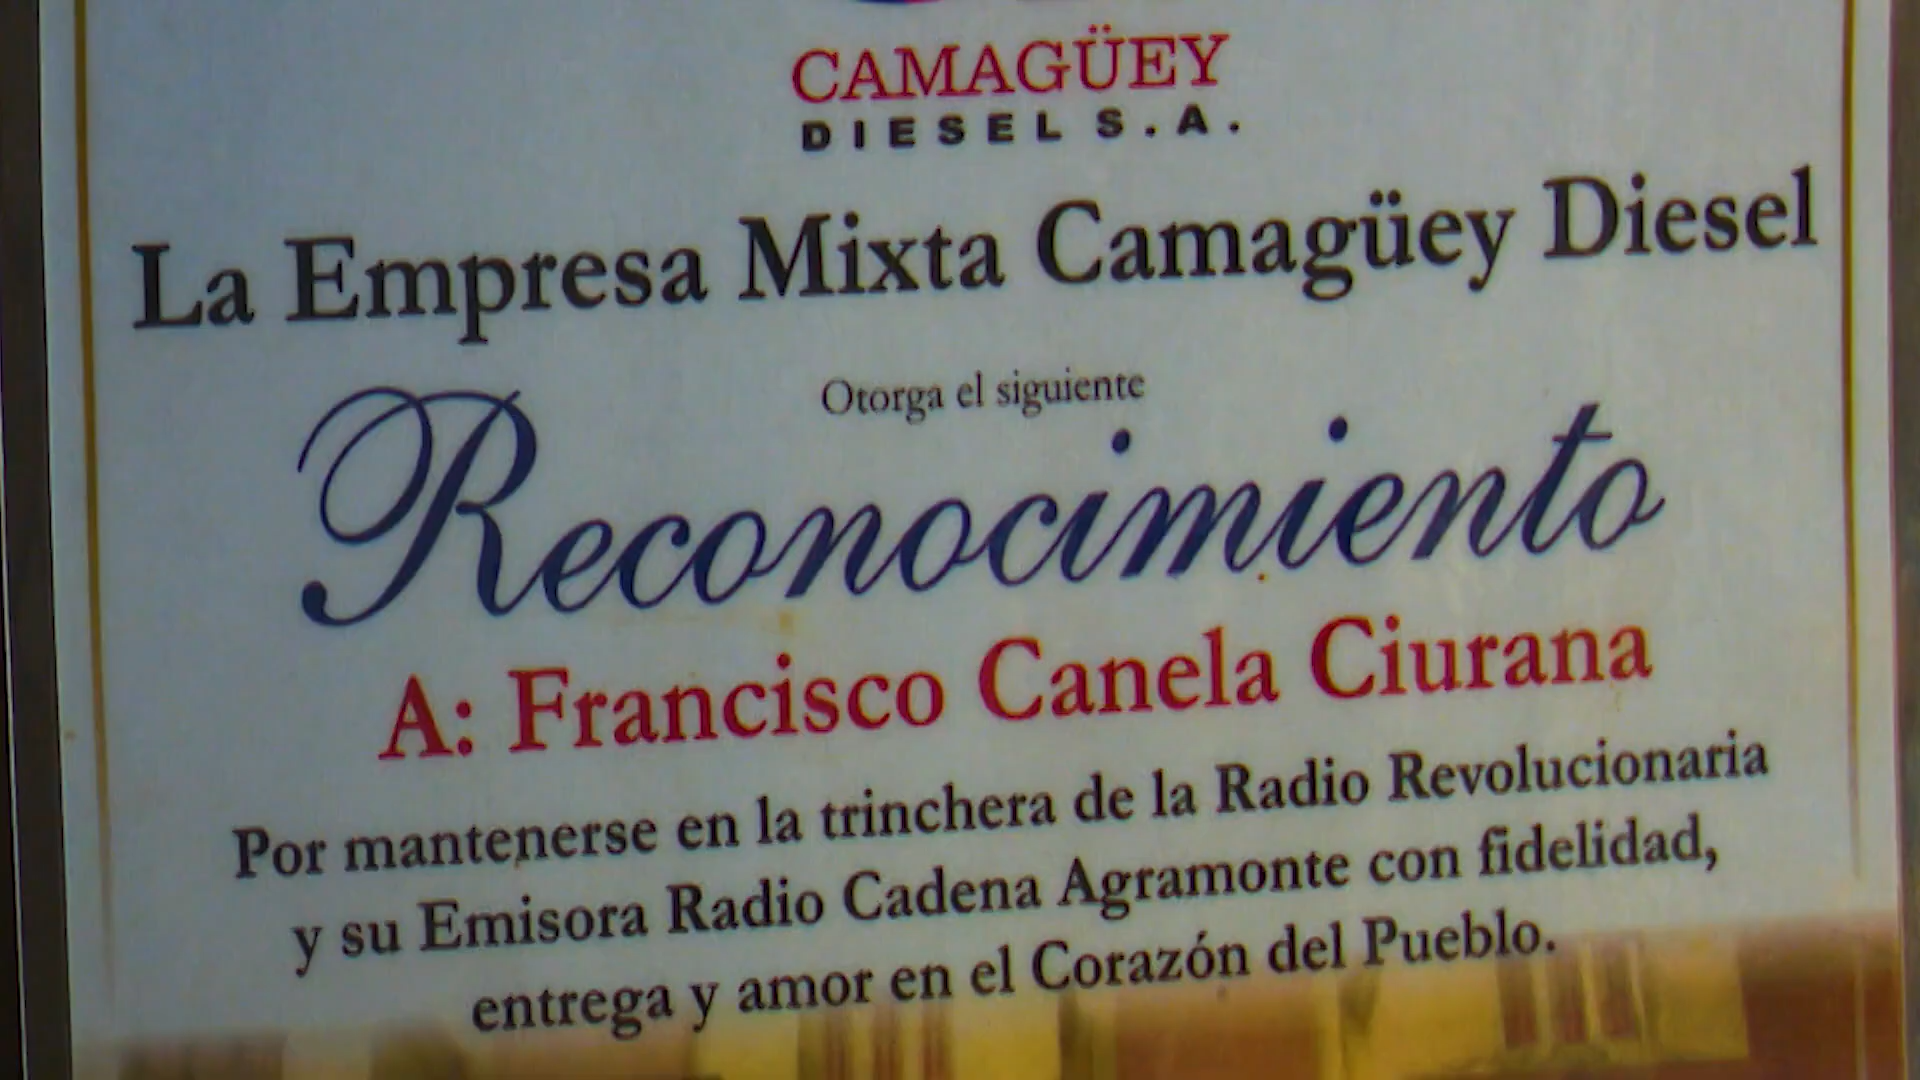 CAMAGÜEY
DIESEL S.A.
La Empresa Mixta Camagüey Diesel
Otorga el siguiente
Reconocimiento
A: Francisco Canela Ciurana
Por mantenerse en la trinchera de la Radio Revolucionaria
y su Emisora Radio Cadena Agramonte con fidelidad,
entrega y amor en el Corazón del Pueblo.